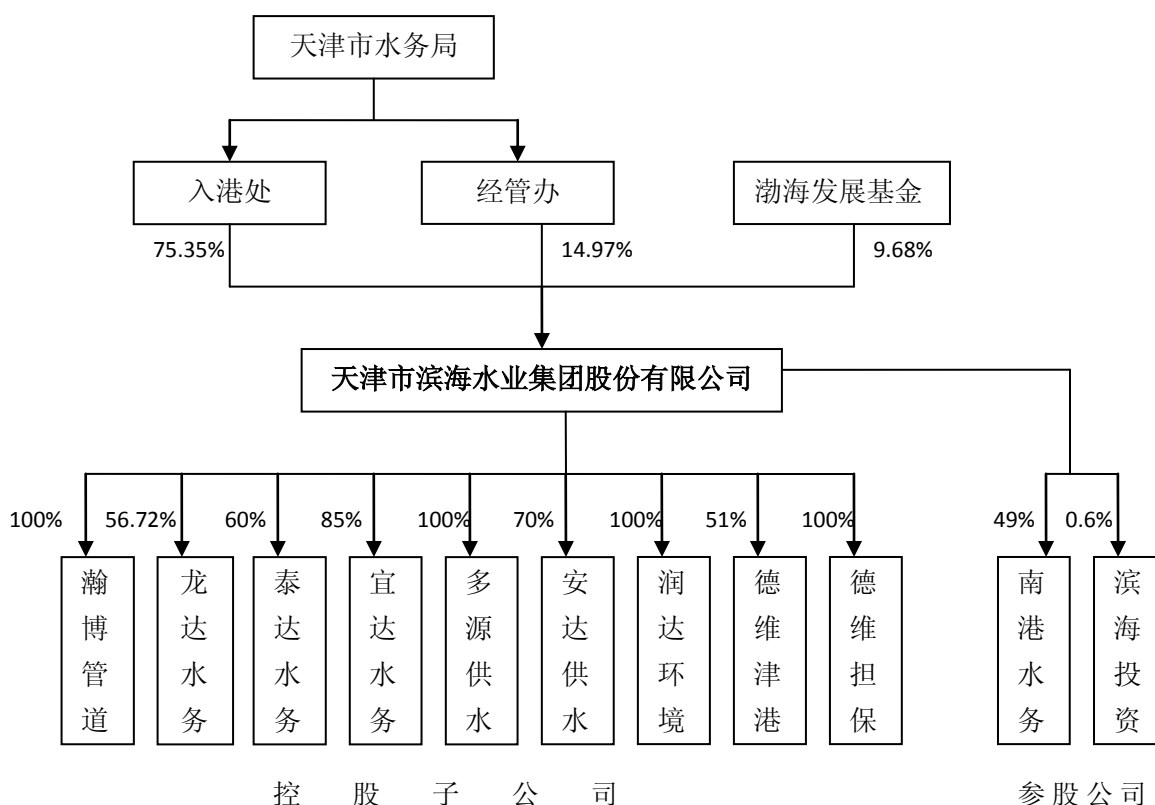 天津市水务局
入港处
经管办
渤海发展基金
75.35%
14.97%
9.68%
天津市滨海水业集团股份有限公司
100%
56.72%
60%
85%
100%
70%
100%
51%
100%
49%
0.6%
瀚博管道
龙达水务
泰达水务
宜达水务
多源供水
安达供水
润达环境
德维津港
德维担保
南港水务
滨海投资
控股子公司
参股公司